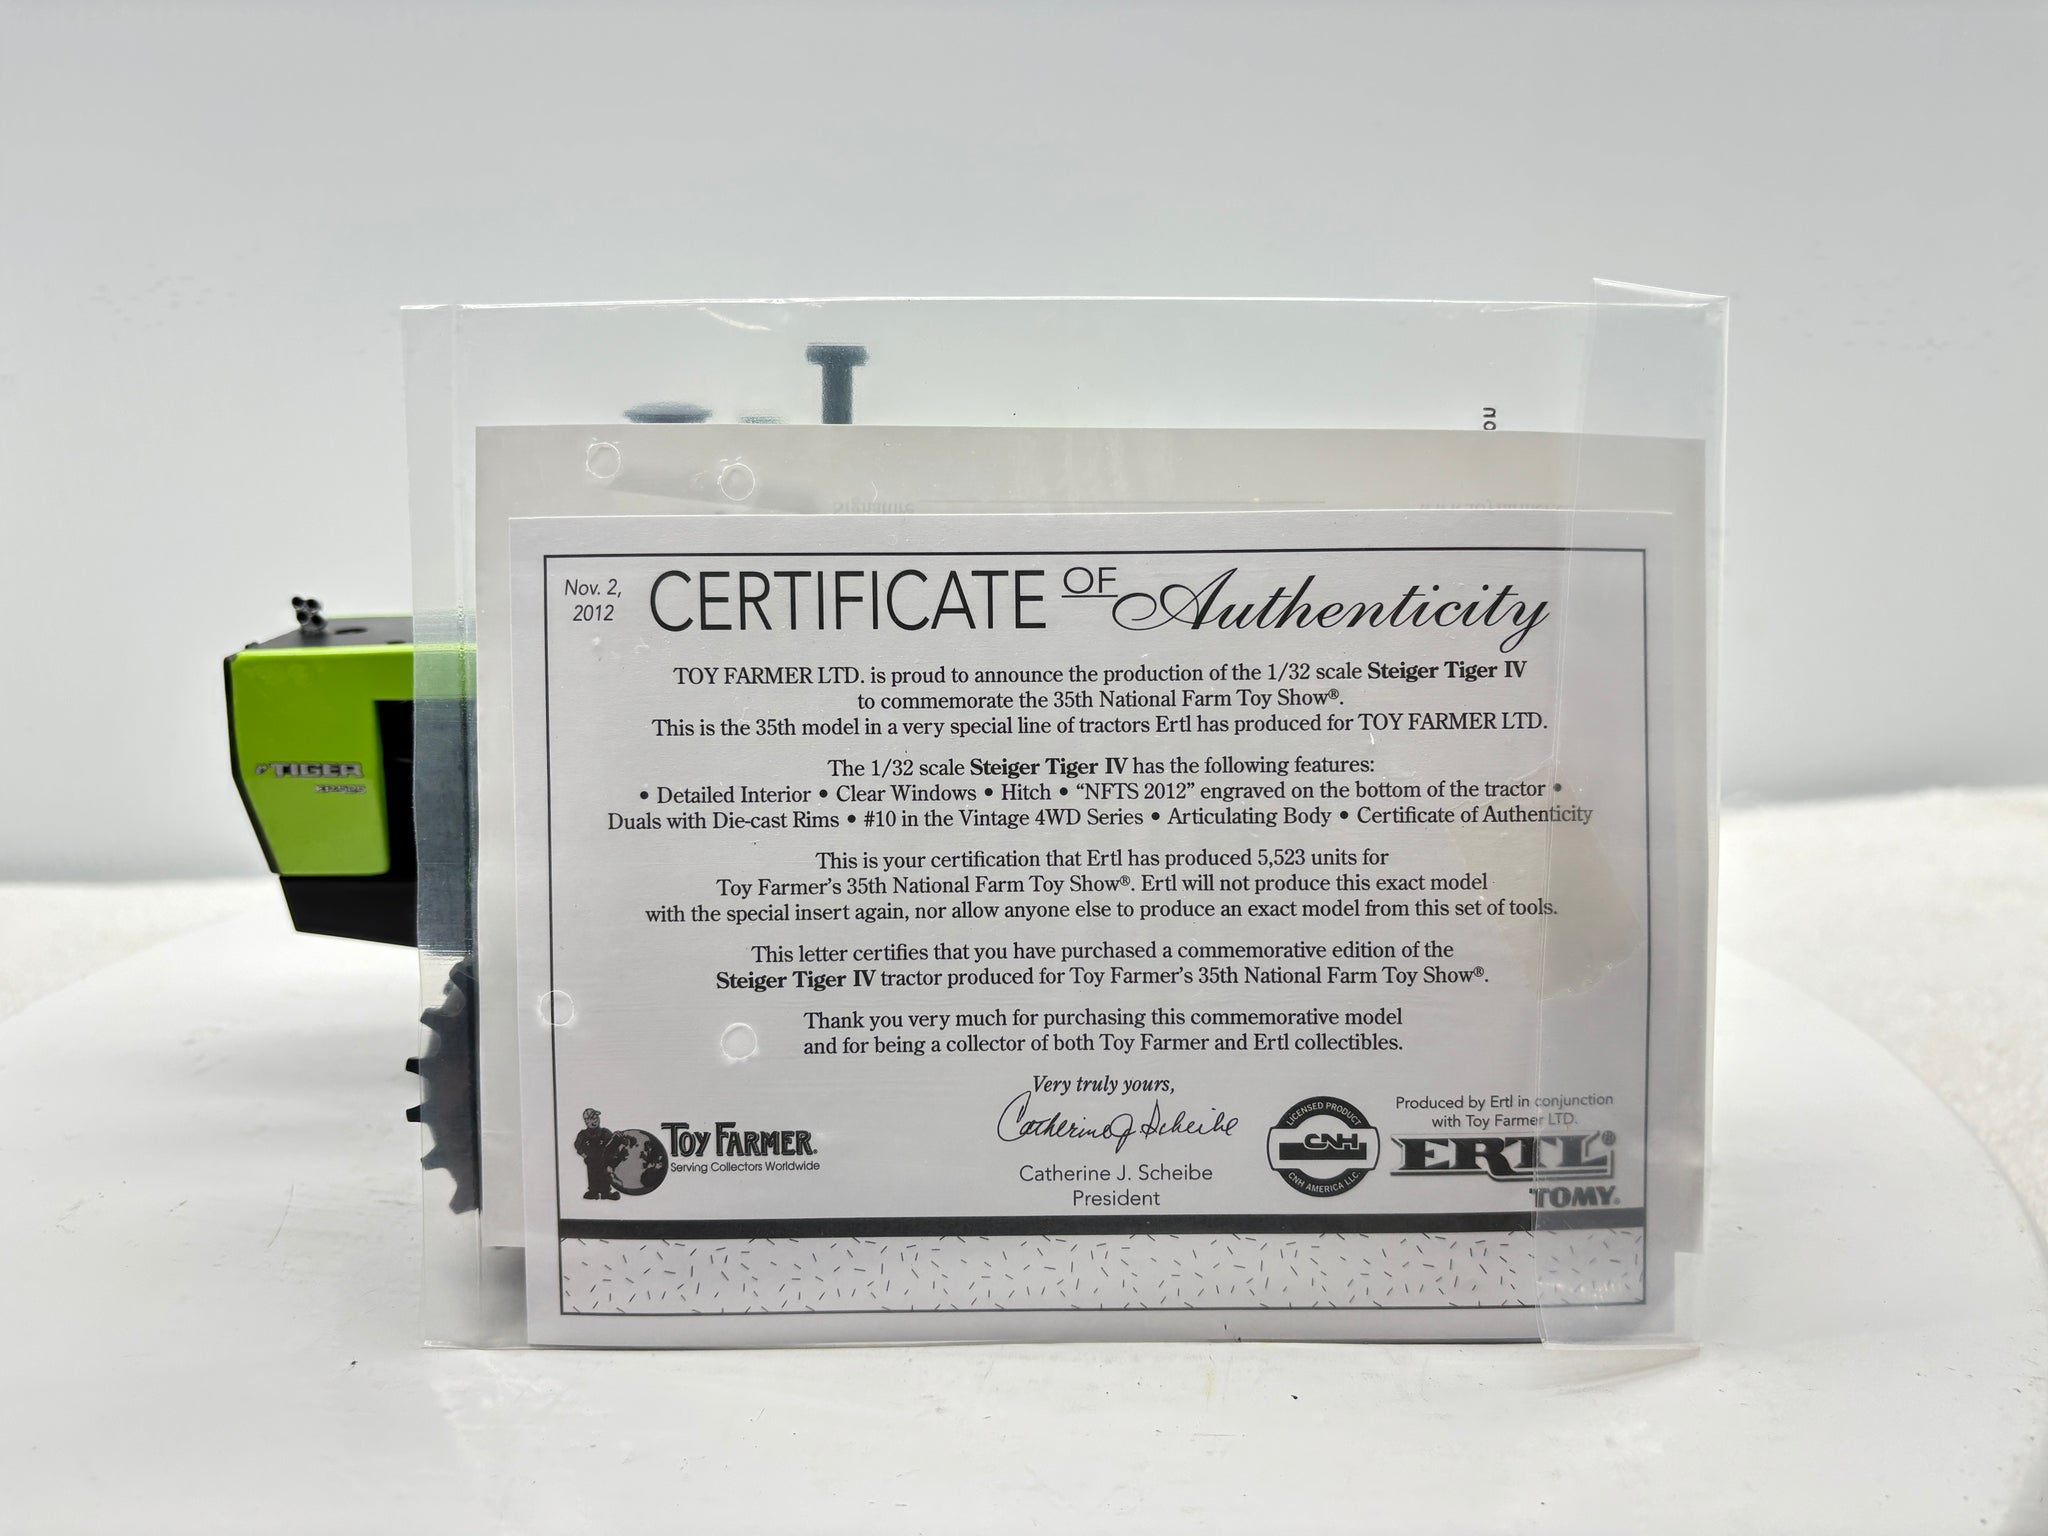 on
Signature
Nov. 2,
2012
CERTIFICATE OF Authenticity
TOY FARMER LTD. is proud to announce the production of the 1/32 scale Steiger Tiger IV
to commemorate the 35th National Farm Toy Show®.
This is the 35th model in a very special line of tractors Ertl has produced for TOY FARMER LTD.
The 1/32 scale Steiger Tiger IV has the following features:
• Detailed Interior • Clear Windows • Hitch • “NFTS 2012” engraved on the bottom of the tractor •
Duals with Die-cast Rims • #10 in the Vintage 4WD Series • Articulating Body • Certificate of Authenticity
This is your certification that Ertl has produced 5,523 units for
Toy Farmer’s 35th National Farm Toy Show®. Ertl will not produce this exact model
with the special insert again, nor allow anyone else to produce an exact model from this set of tools.
This letter certifies that you have purchased a commemorative edition of the
Steiger Tiger IV tractor produced for Toy Farmer’s 35th National Farm Toy Show®.
Thank you very much for purchasing this commemorative model
and for being a collector of both Toy Farmer and Ertl collectibles.
Very truly yours,
Catherine J Scheibe
Catherine J. Scheibe
President
TOY FARMER®
Serving Collectors Worldwide
LICENSED PRODUCT
CNH
CNH AMERICA LLC.
Produced by Ertl in conjunction
with Toy Farmer LTD.
ERTL®
TOMY®
TIGER